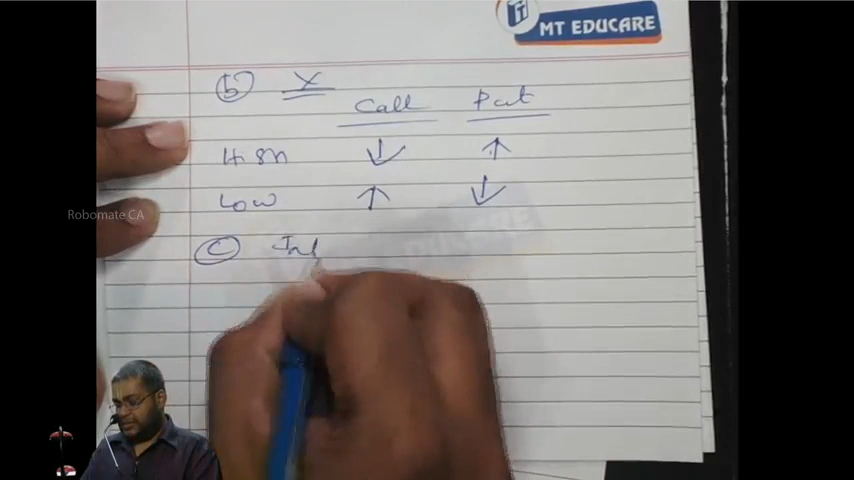 MT EDUCARE
(b) X
Call Put
High ↓ ↑
Low ↑ ↓
Robomate CA
(c) Int